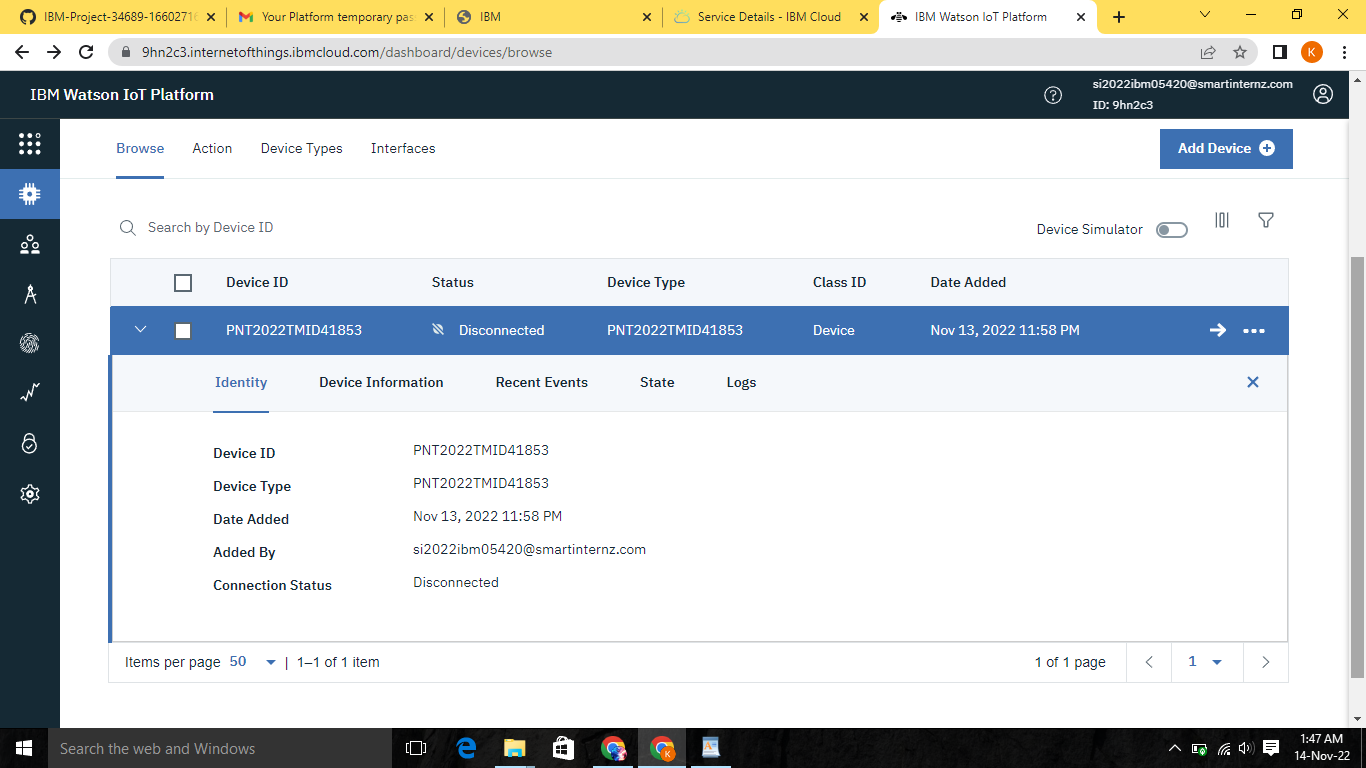 IBM-Project-34689-16602716
Your Platform temporary pas
IBM
Service Details - IBM Cloud
IBM Watson IoT Platform
9hn2c3.internetofthings.ibmcloud.com/dashboard/devices/browse
K
IBM Watson IoT Platform
si2022ibm05420@smartinternz.com
ID: 9hn2c3
Browse
Action
Device Types
Interfaces
Add Device
Search by Device ID
Device Simulator
Device ID
Status
Device Type
Class ID
Date Added
PNT2022TMID41853
Disconnected
PNT2022TMID41853
Device
Nov 13, 2022 11:58 PM
Identity
Device Information
Recent Events
State
Logs
Device ID
PNT2022TMID41853
Device Type
PNT2022TMID41853
Date Added
Nov 13, 2022 11:58 PM
Added By
si2022ibm05420@smartinternz.com
Connection Status
Disconnected
Items per page 50 | 1–1 of 1 item
1 of 1 page
1
Search the web and Windows
K
1:47 AM
14-Nov-22